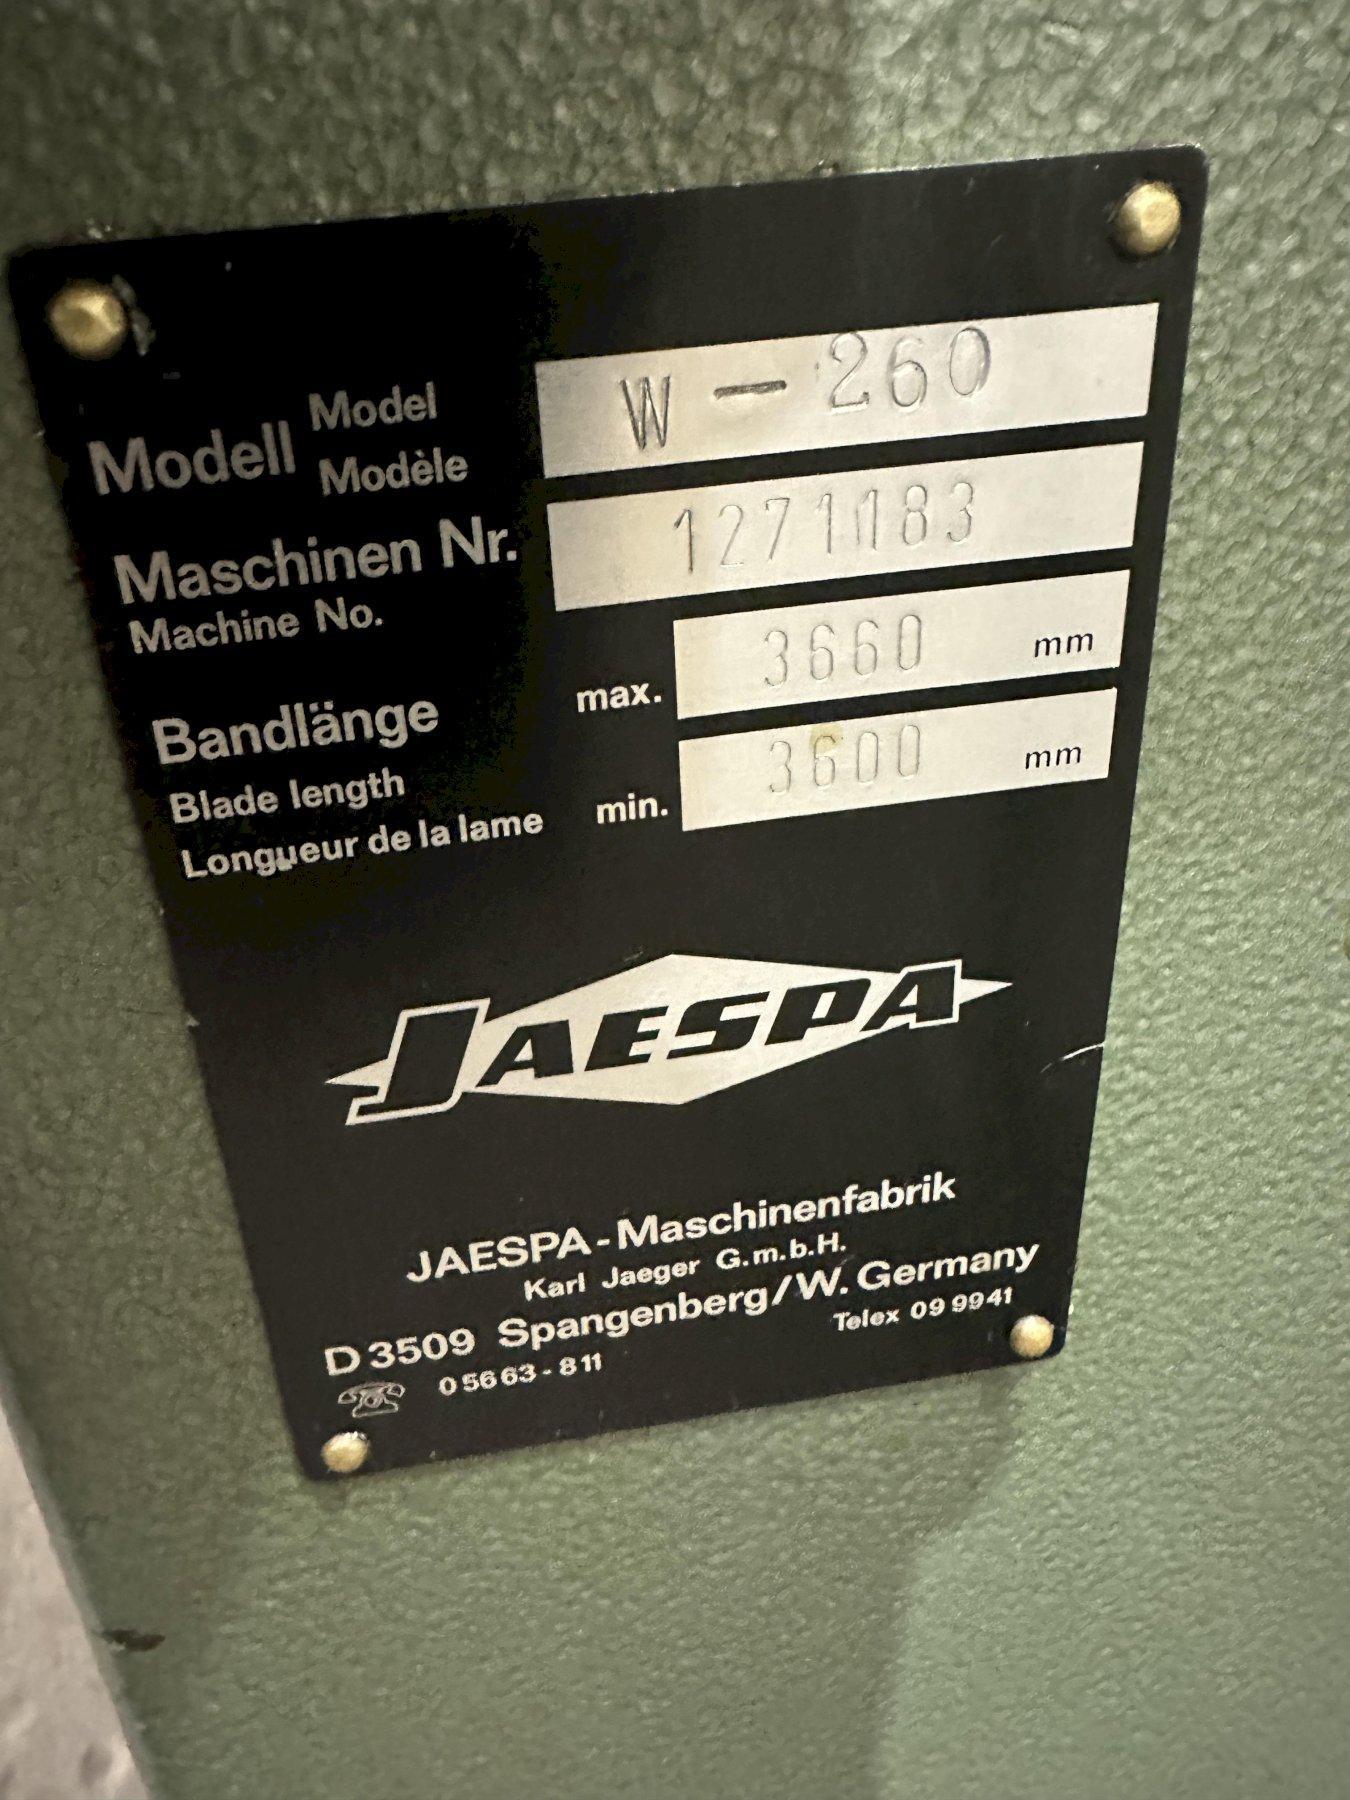 Modell Model Modèle W-260
Maschinen Nr. 1271183
Machine No.
Bandlänge max. 3660 mm
Blade length
Longueur de la lame min. 3600 mm
JAESPA
JAESPA-Maschinenfabrik
Karl Jaeger G.m.b.H.
D 3509 Spangenberg/W. Germany
05663-811 Telex 09 9941